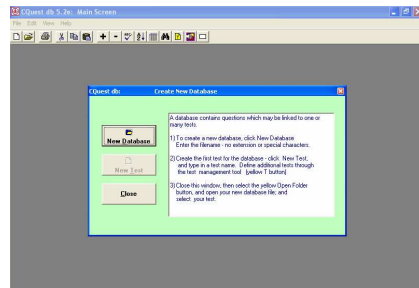 CQuest db 5.2e: Main Screen
File Edit View Help
CQuest db: Create New Database
New Database
New Test
Close
A database contains questions which may be linked to one or
many tests.
1) To create a new database, click New Database
Enter the filename - no extension or special characters.
2) Create the first test for the database - click New Test,
and type in a test name. Define additional tests through
the test management tool (yellow T button)
3) Close this window, then select the yellow Open Folder
button, and open your new database file; and
select your test.